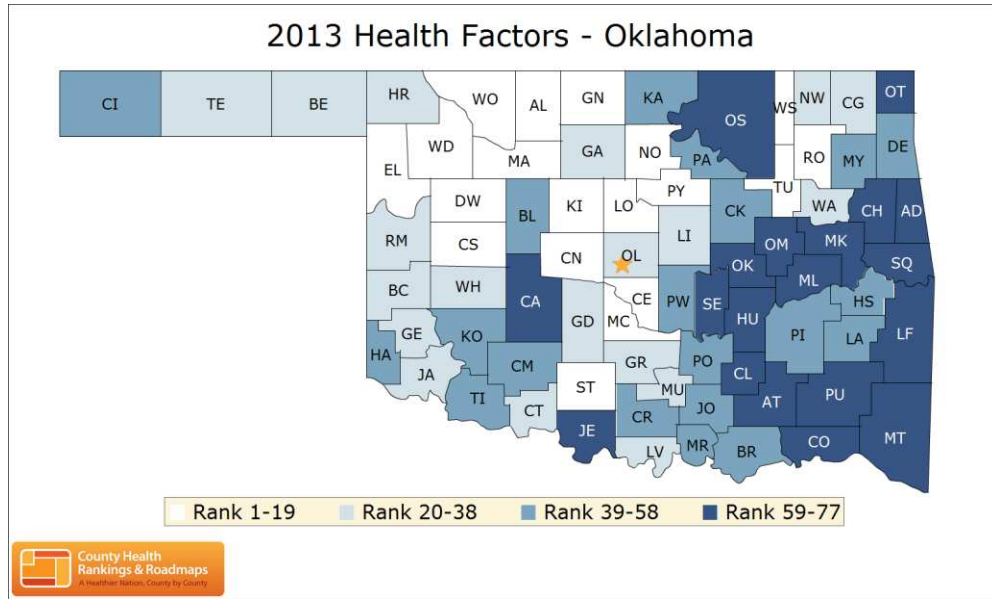 2013 Health Factors - Oklahoma
CI TE BE HR WO AL GN KA OS WS NW CG OT
WD MA GA NO PA RO MY DE
EL
DW BL KI LO PY CK TU WA CH AD
RM CS CN OL LI OM MK SQ
OK
BC WH CA GD CE PW SE ML HS
MC HU PI LA LF
GE
HA KO CM GR PO
JA ST MU CL AT PU
TI CT JE CR JO MT
LV MR BR CO
Rank 1-19 Rank 20-38 Rank 39-58 Rank 59-77
County Health
Rankings & Roadmaps
A Healthier Nation, County by County